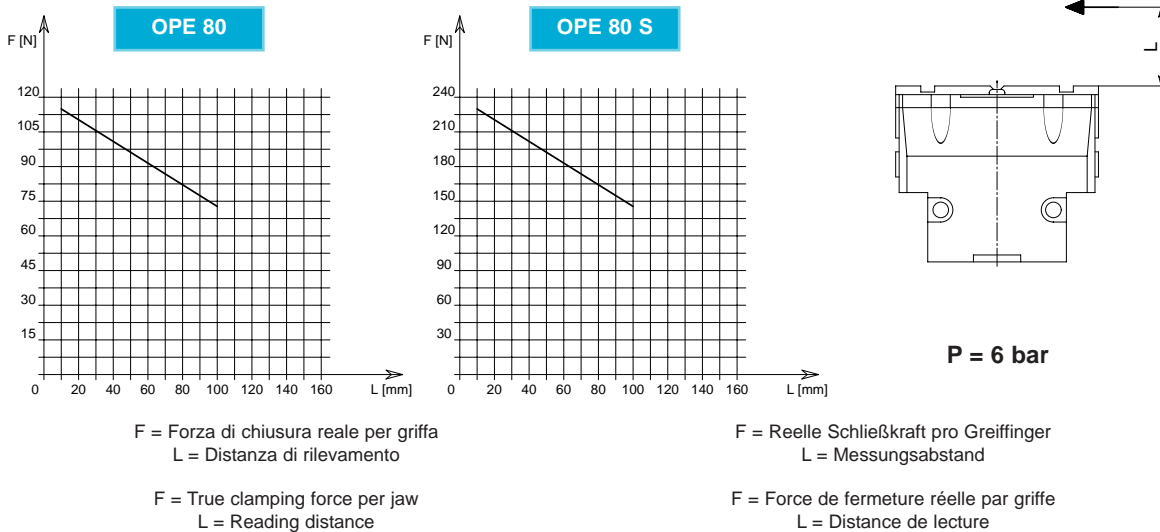 OPE 80
F [N]
120
105
90
75
60
45
30
15
0 20 40 60 80 100 120 140 160 L [mm]
OPE 80 S
F [N]
240
210
180
150
120
90
60
30
0 20 40 60 80 100 120 140 160 L [mm]
L
P = 6 bar
F = Forza di chiusura reale per griffa
L = Distanza di rilevamento
F = Reelle Schließkraft pro Greiffinger
L = Messungsabstand
F = True clamping force per jaw
L = Reading distance
F = Force de fermeture réelle par griffe
L = Distance de lecture